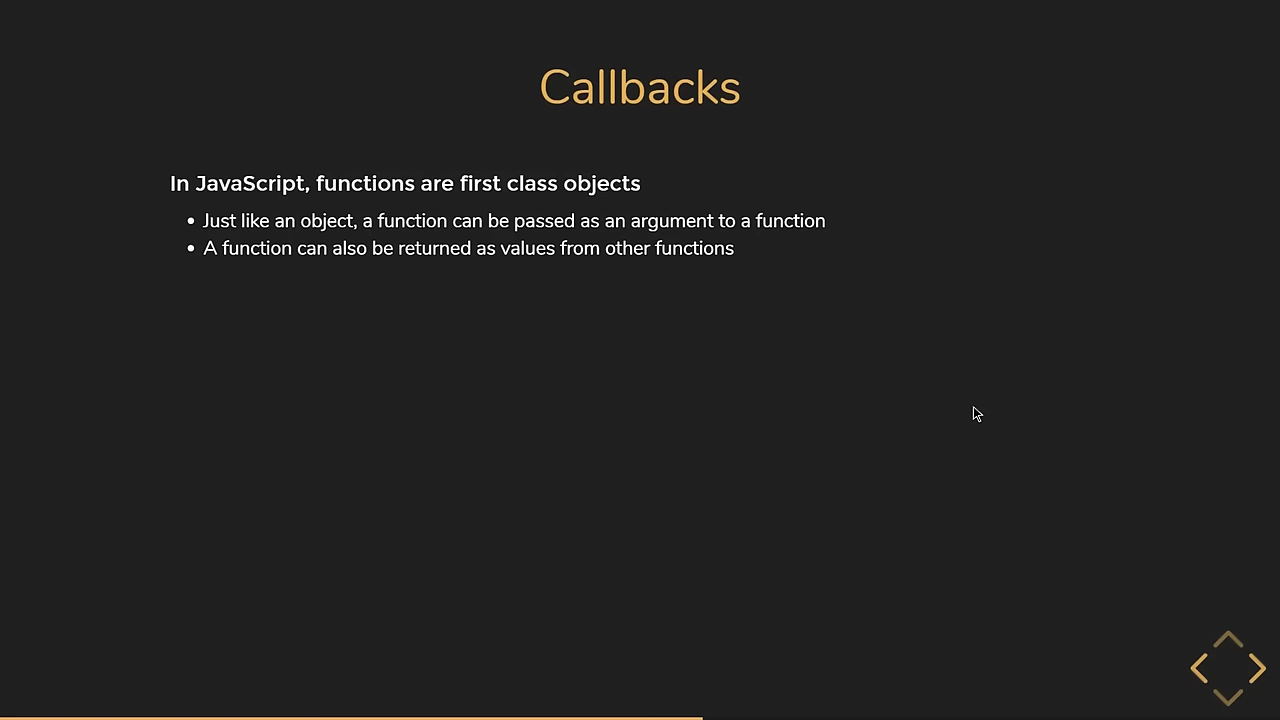 Callbacks
In JavaScript, functions are first class objects
• Just like an object, a function can be passed as an argument to a function
• A function can also be returned as values from other functions